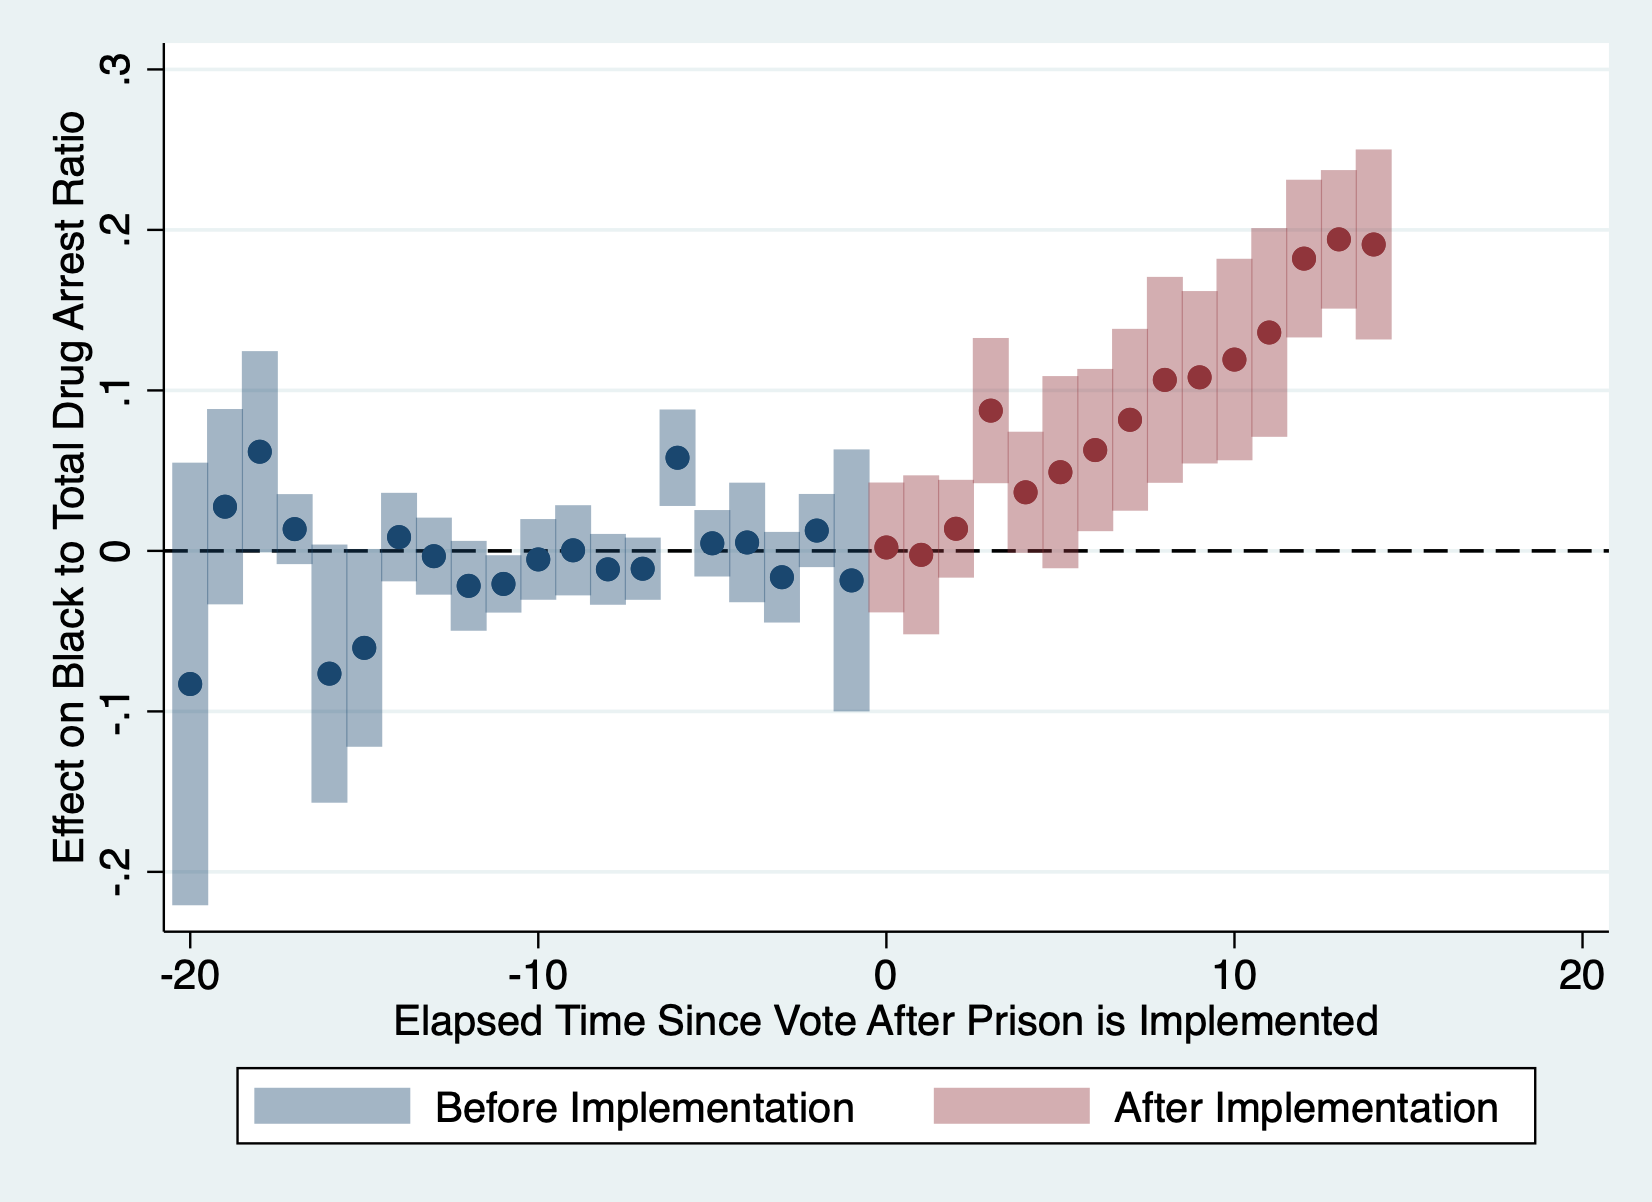 Effect on Black to Total Drug Arrest Ratio
.3
.2
.1
0
-.1
-.2
-20
-10
0
10
20
Elapsed Time Since Vote After Prison is Implemented
Before Implementation
After Implementation